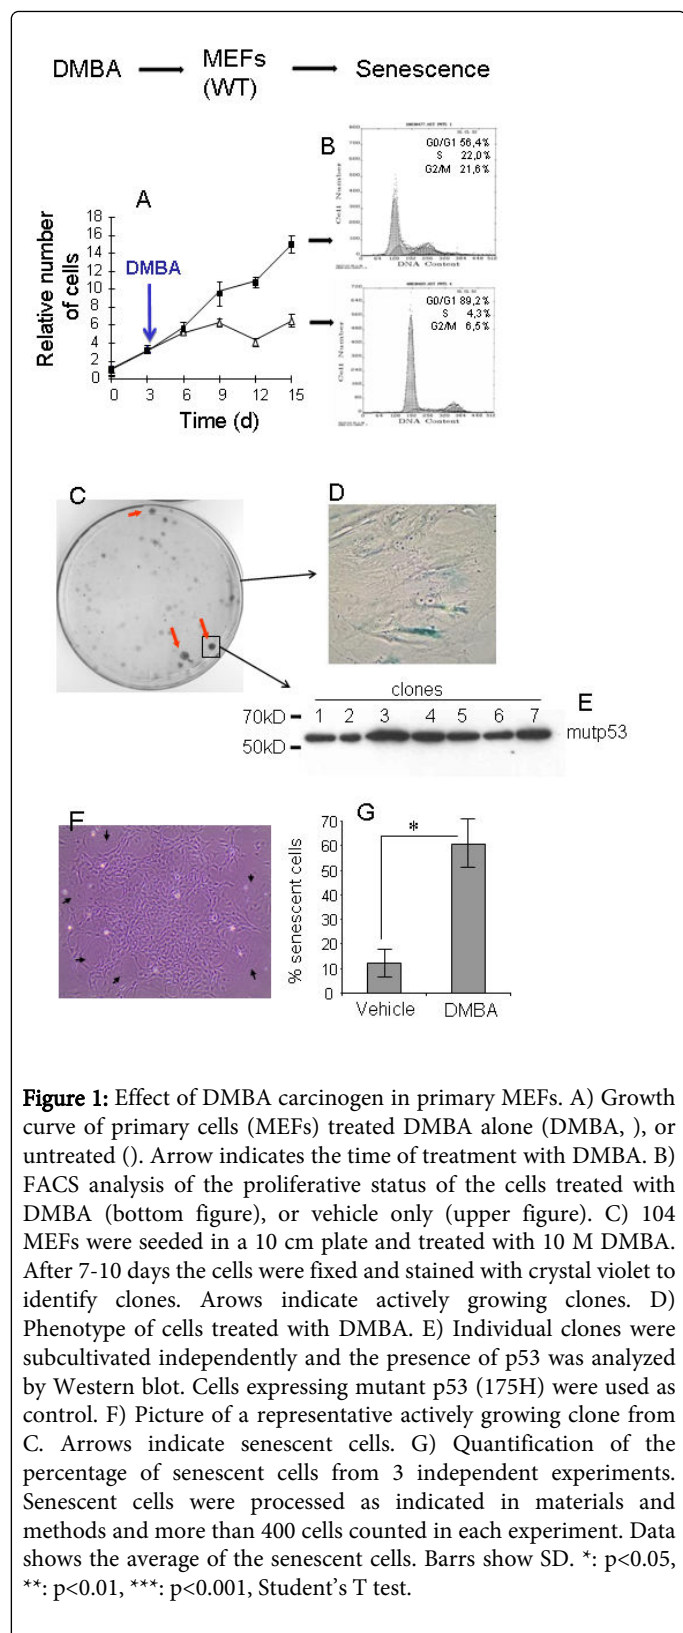 DMBA MEFs (WT) Senescence
A
Relative number of cells
18
16
14
12
10
8
6
4
2
0
DMBA
0 3 6 9 12 15
Time (d)
B
800
G0/G1 56,4%
S 22,0%
G2/M 21,6%
Cell Number
DNA Content
700
G0/G1 89,2%
S 4,3%
G2/M 6,5%
Cell Number
DNA Content
C
D
clones
E
70kD 1 2 3 4 5 6 7
50kD
mutp53
F
G
% senescent cells
70
60
50
40
30
20
10
0
*
Vehicle DMBA
Figure 1: Effect of DMBA carcinogen in primary MEFs. A) Growth
curve of primary cells (MEFs) treated DMBA alone (DMBA, ), or
untreated (). Arrow indicates the time of treatment with DMBA. B)
FACS analysis of the proliferative status of the cells treated with
DMBA (bottom figure), or vehicle only (upper figure). C) 104
MEFs were seeded in a 10 cm plate and treated with 10 M DMBA.
After 7-10 days the cells were fixed and stained with crystal violet to
identify clones. Arows indicate actively growing clones. D)
Phenotype of cells treated with DMBA. E) Individual clones were
subcultivated independently and the presence of p53 was analyzed
by Western blot. Cells expressing mutant p53 (175H) were used as
control. F) Picture of a representative actively growing clone from
C. Arrows indicate senescent cells. G) Quantification of the
percentage of senescent cells from 3 independent experiments.
Senescent cells were processed as indicated in materials and
methods and more than 400 cells counted in each experiment. Data
shows the average of the senescent cells. Barrs show SD. *: p<0.05,
**: p<0.01, ***: p<0.001, Student's T test.